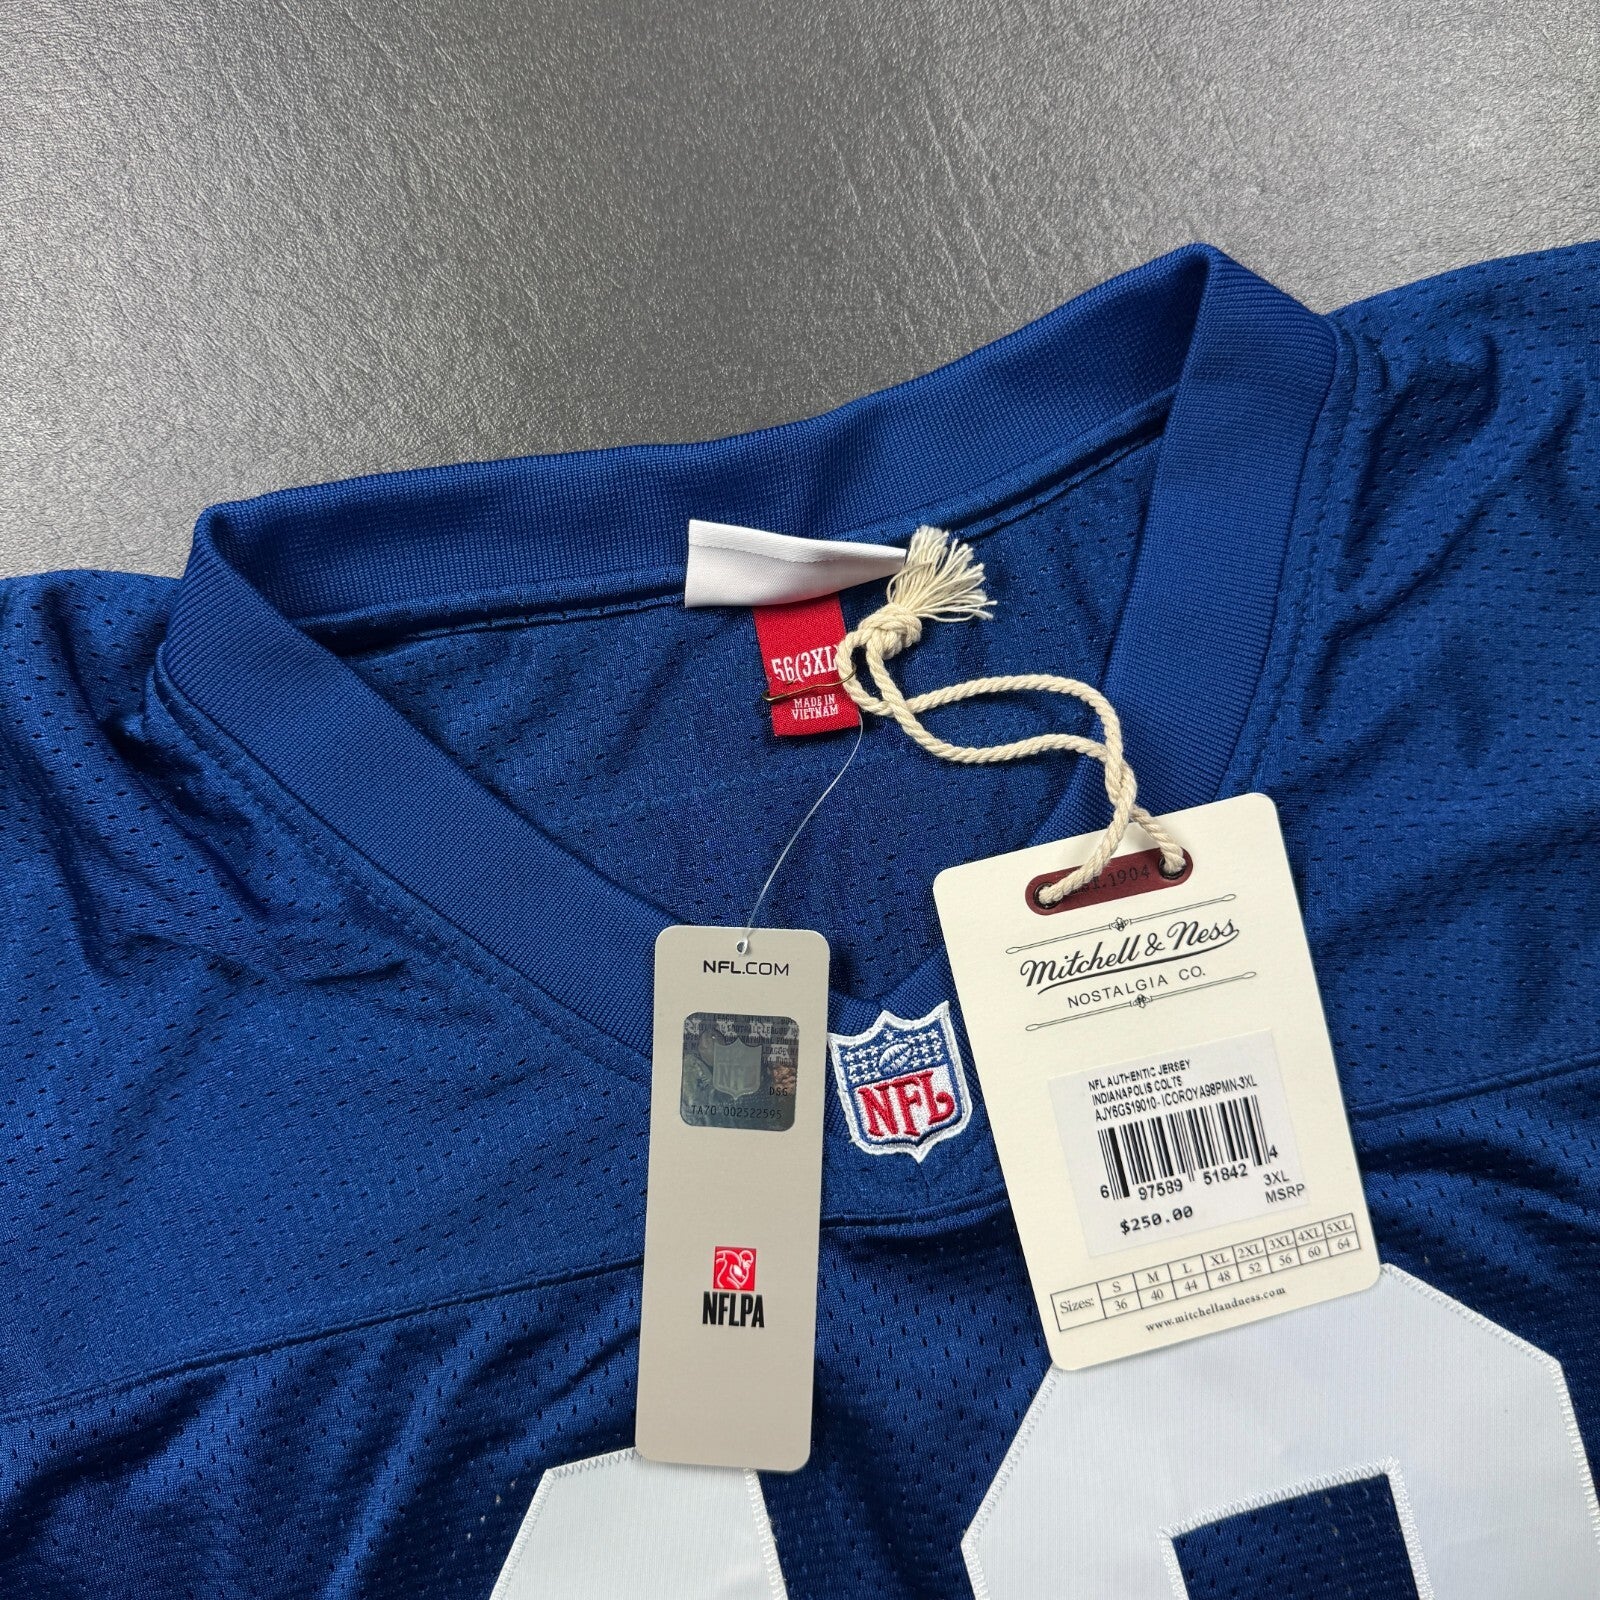 56(3XL
MADE IN
VIETNAM
NFL.COM
DSG
TA70 002522595
NFLPA
NFL
EST.1904
Mitchell & Ness
NOSTALGIA CO.
NFL AUTHENTIC JERSEY
INDIANAPOLIS COLTS
AJY6GS19010- ICOROYA98PMN-3XL
6 97589 51842 4
3XL
$250.00 MSRP
Sizes: S M L XL 2XL 3XL 4XL 5XL
36 40 44 48 52 56 60 64
www.mitchellandness.com